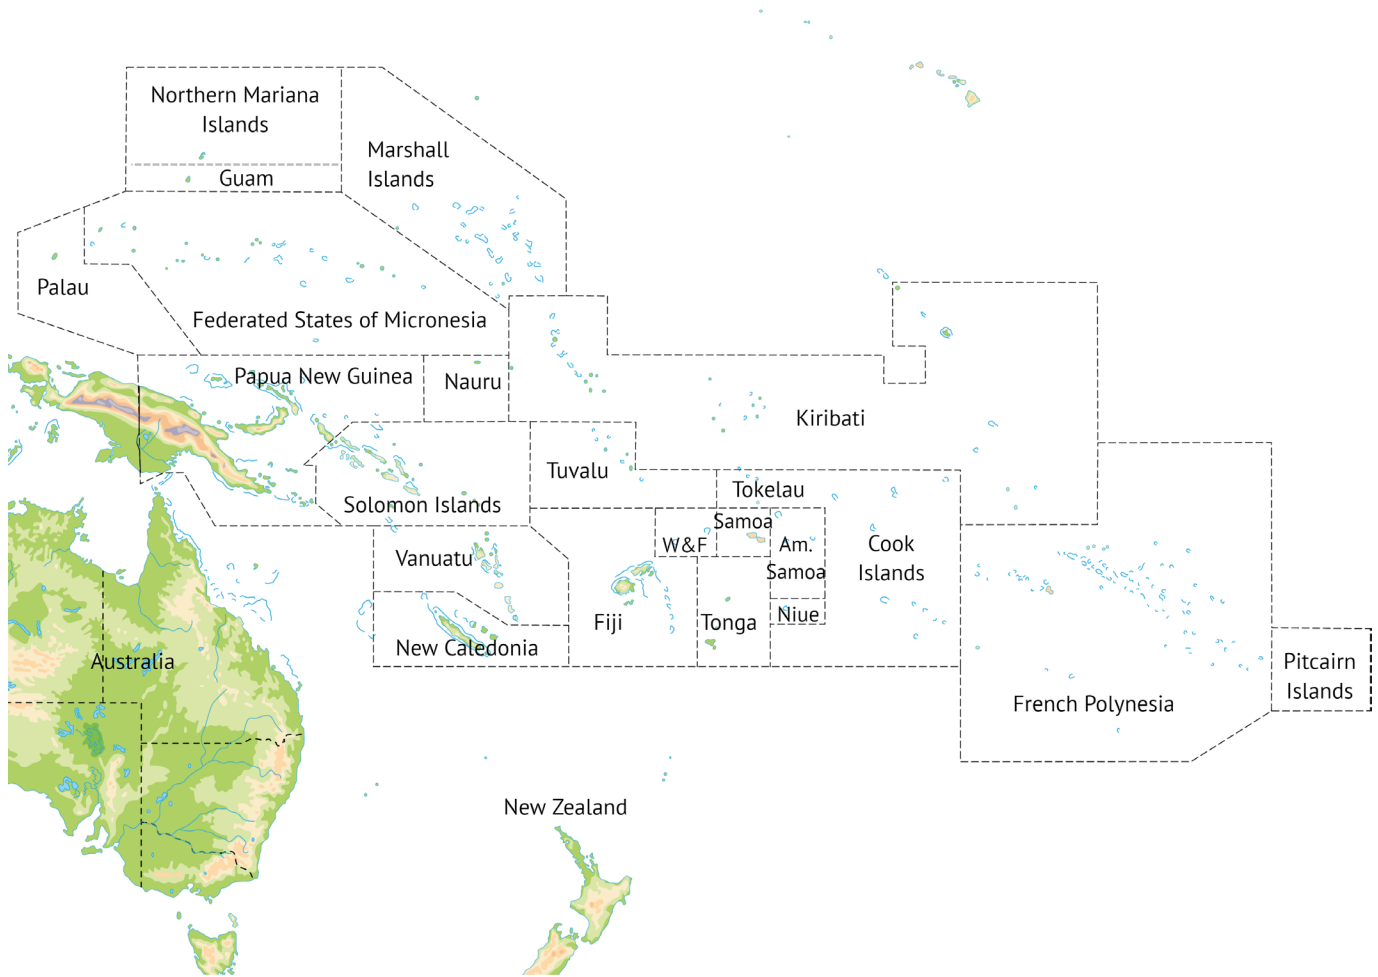 Northern Mariana
Islands
Guam
Marshall
Islands
Palau
Federated States of Micronesia
Papua New Guinea
Nauru
Kiribati
Tuvalu
Tokelau
Solomon Islands
Samoa
W&F
Am.
Samoa
Cook
Islands
Vanuatu
Fiji
Tonga
Niue
New Caledonia
Australia
Pitcairn
Islands
French Polynesia
New Zealand